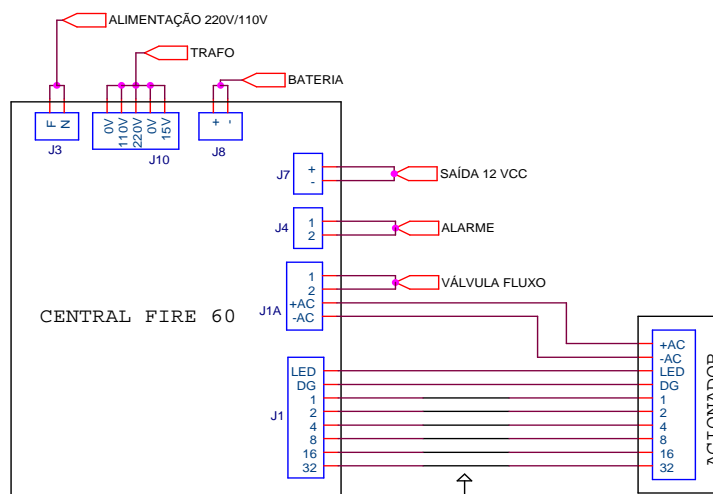 ALIMENTAÇÃO 220V/110V
TRAFO
BATERIA
F
N
J3
0V
110V
220V
0V
15V
J10
+
-
J8
J7
+
-
SAÍDA 12 VCC
J4
1
2
ALARME
J1A
1
2
+AC
-AC
VÁLVULA FLUXO
CENTRAL FIRE 60
J1
LED
DG
1
2
4
8
16
32
+AC
-AC
LED
DG
1
2
4
8
16
32
ACIONADOR